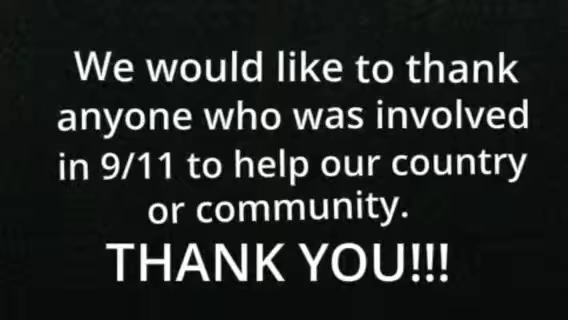 We would like to thank
anyone who was involved
in 9/11 to help our country
or community.
THANK YOU!!!